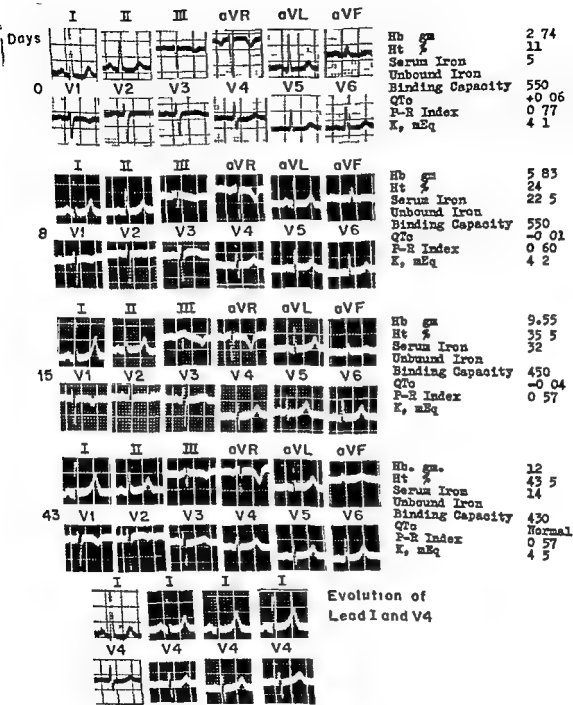 I II III aVR aVL aVF
Days
Hb gm 2 74
Ht % 11
Serum Iron 5
Unbound Iron
Binding Capacity 550
QTc +0 06
P-R Index 0 77
K, mEq 4 1
0
V1 V2 V3 V4 V5 V6
I II III aVR aVL aVF
Hb gm 5 83
Ht % 24
Serum Iron 22 5
Unbound Iron
Binding Capacity 550
QTc -0 01
P-R Index 0 60
K, mEq 4 2
8
V1 V2 V3 V4 V5 V6
I II III aVR aVL aVF
Hb gm 9.55
Ht % 35 5
Serum Iron 32
Unbound Iron
Binding Capacity 450
QTc -0 04
P-R Index 0 57
K, mEq
15
V1 V2 V3 V4 V5 V6
I II III aVR aVL aVF
Hb. gm. 12
Ht % 43 5
Serum Iron 14
Unbound Iron
Binding Capacity 430
QTc Normal
P-R Index 0 57
K, mEq 4 5
43
V1 V2 V3 V4 V5 V6
I I I I
Evolution of
Lead I and V4
V4 V4 V4 V4